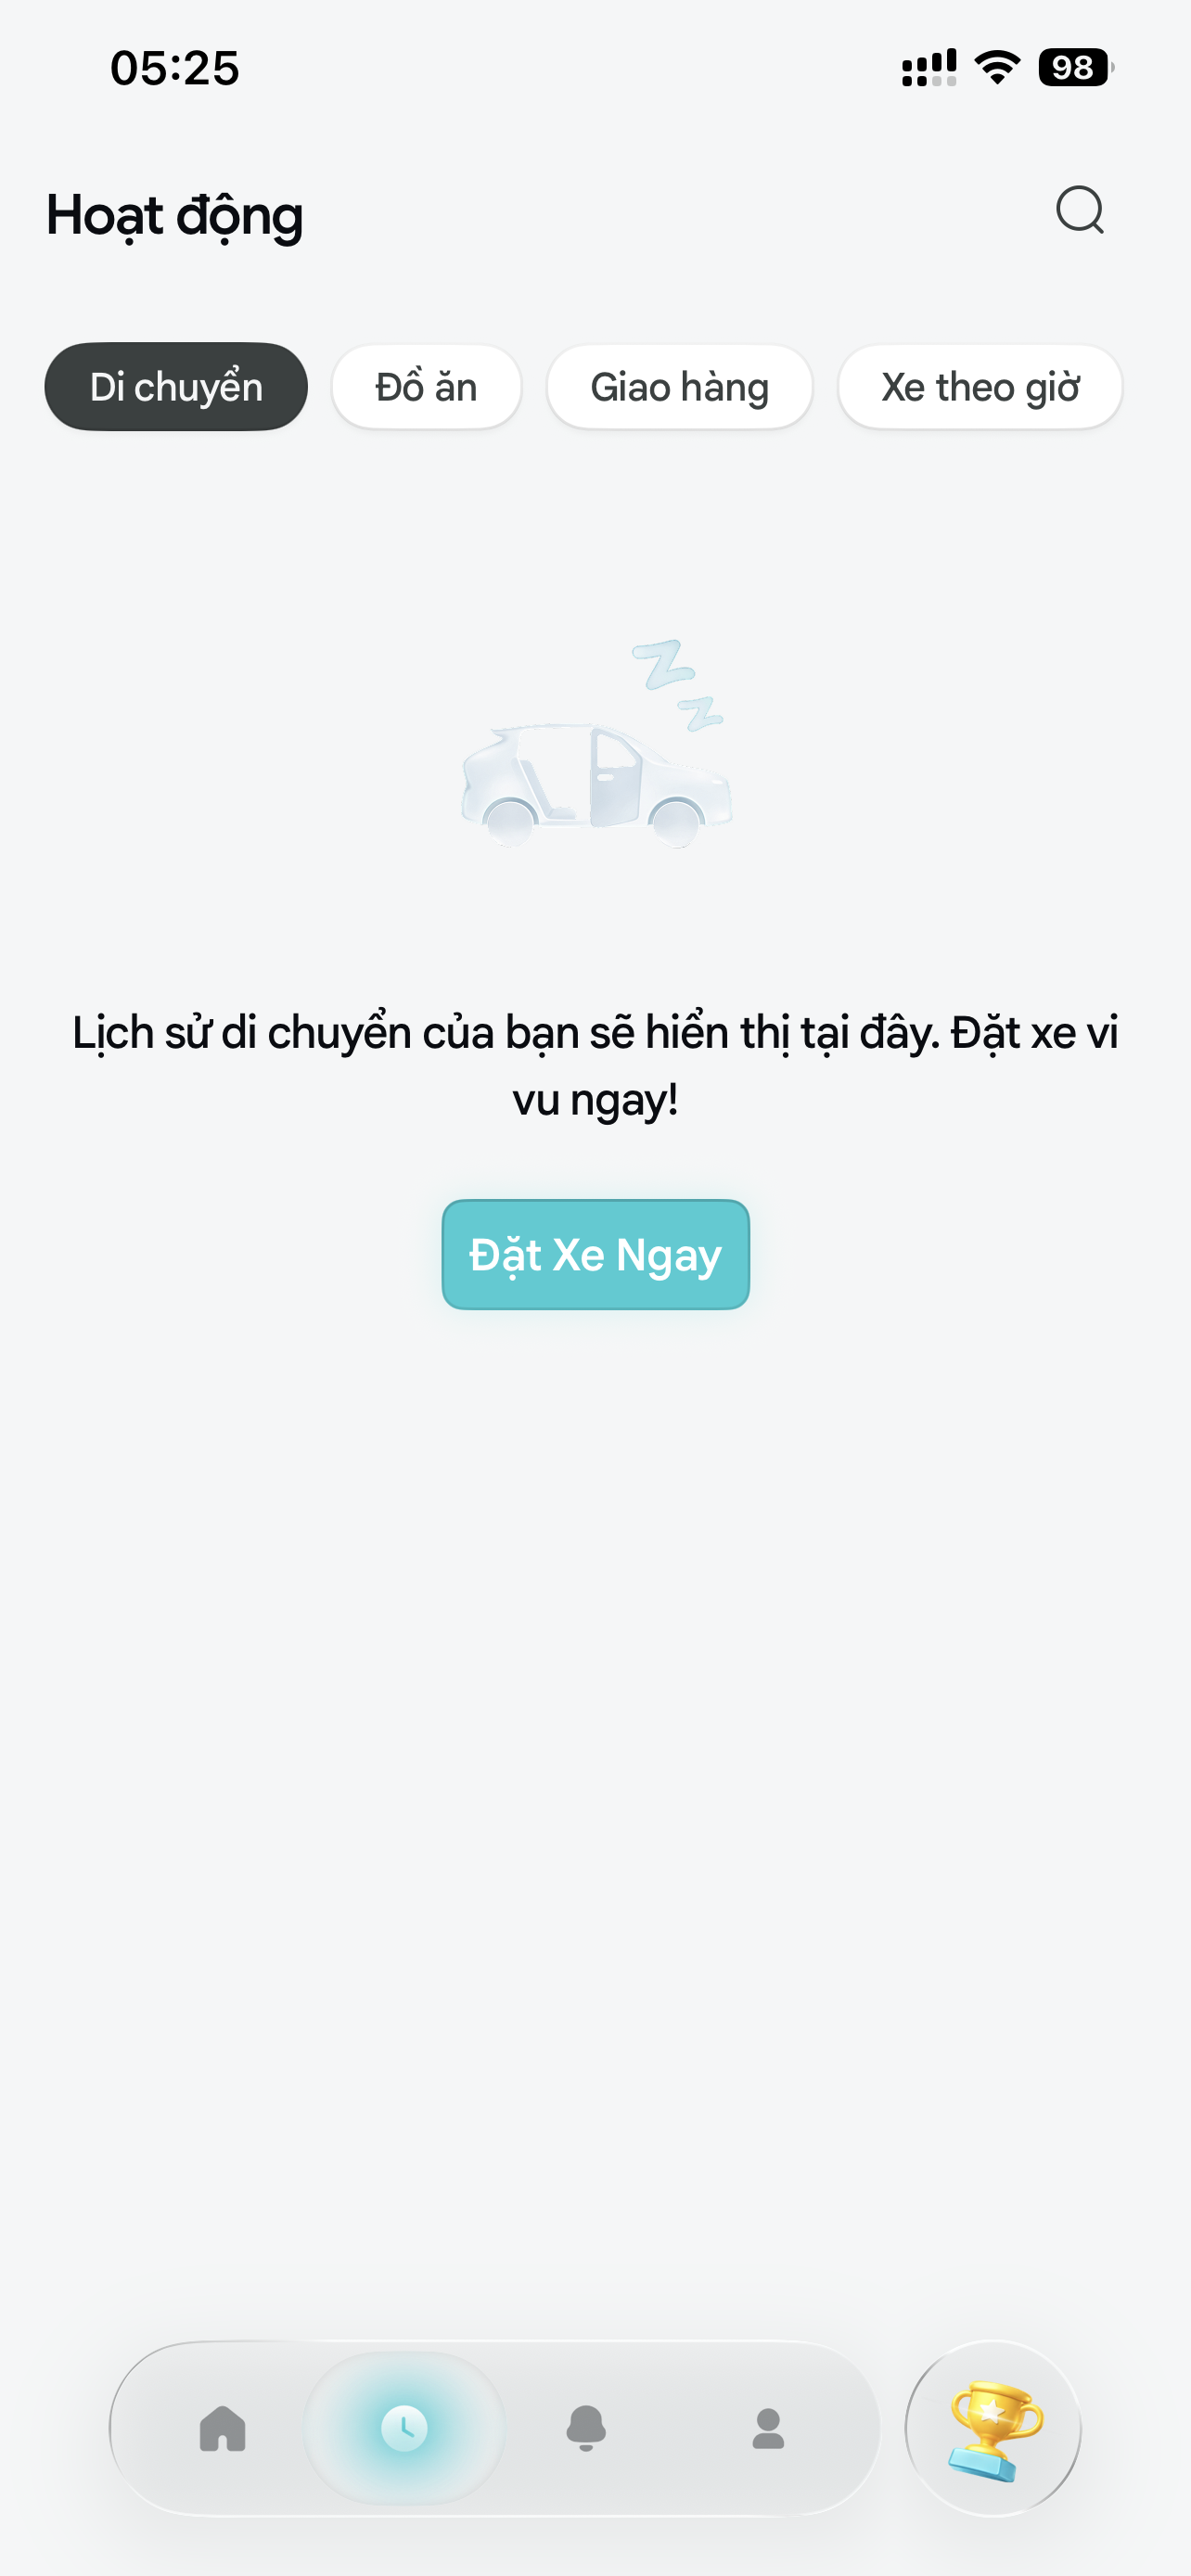 05:25
98
Hoạt động
Di chuyển
Đồ ăn
Giao hàng
Xe theo giờ
Z
Z
Lịch sử di chuyển của bạn sẽ hiển thị tại đây. Đặt xe vi
vu ngay!
Đặt Xe Ngay